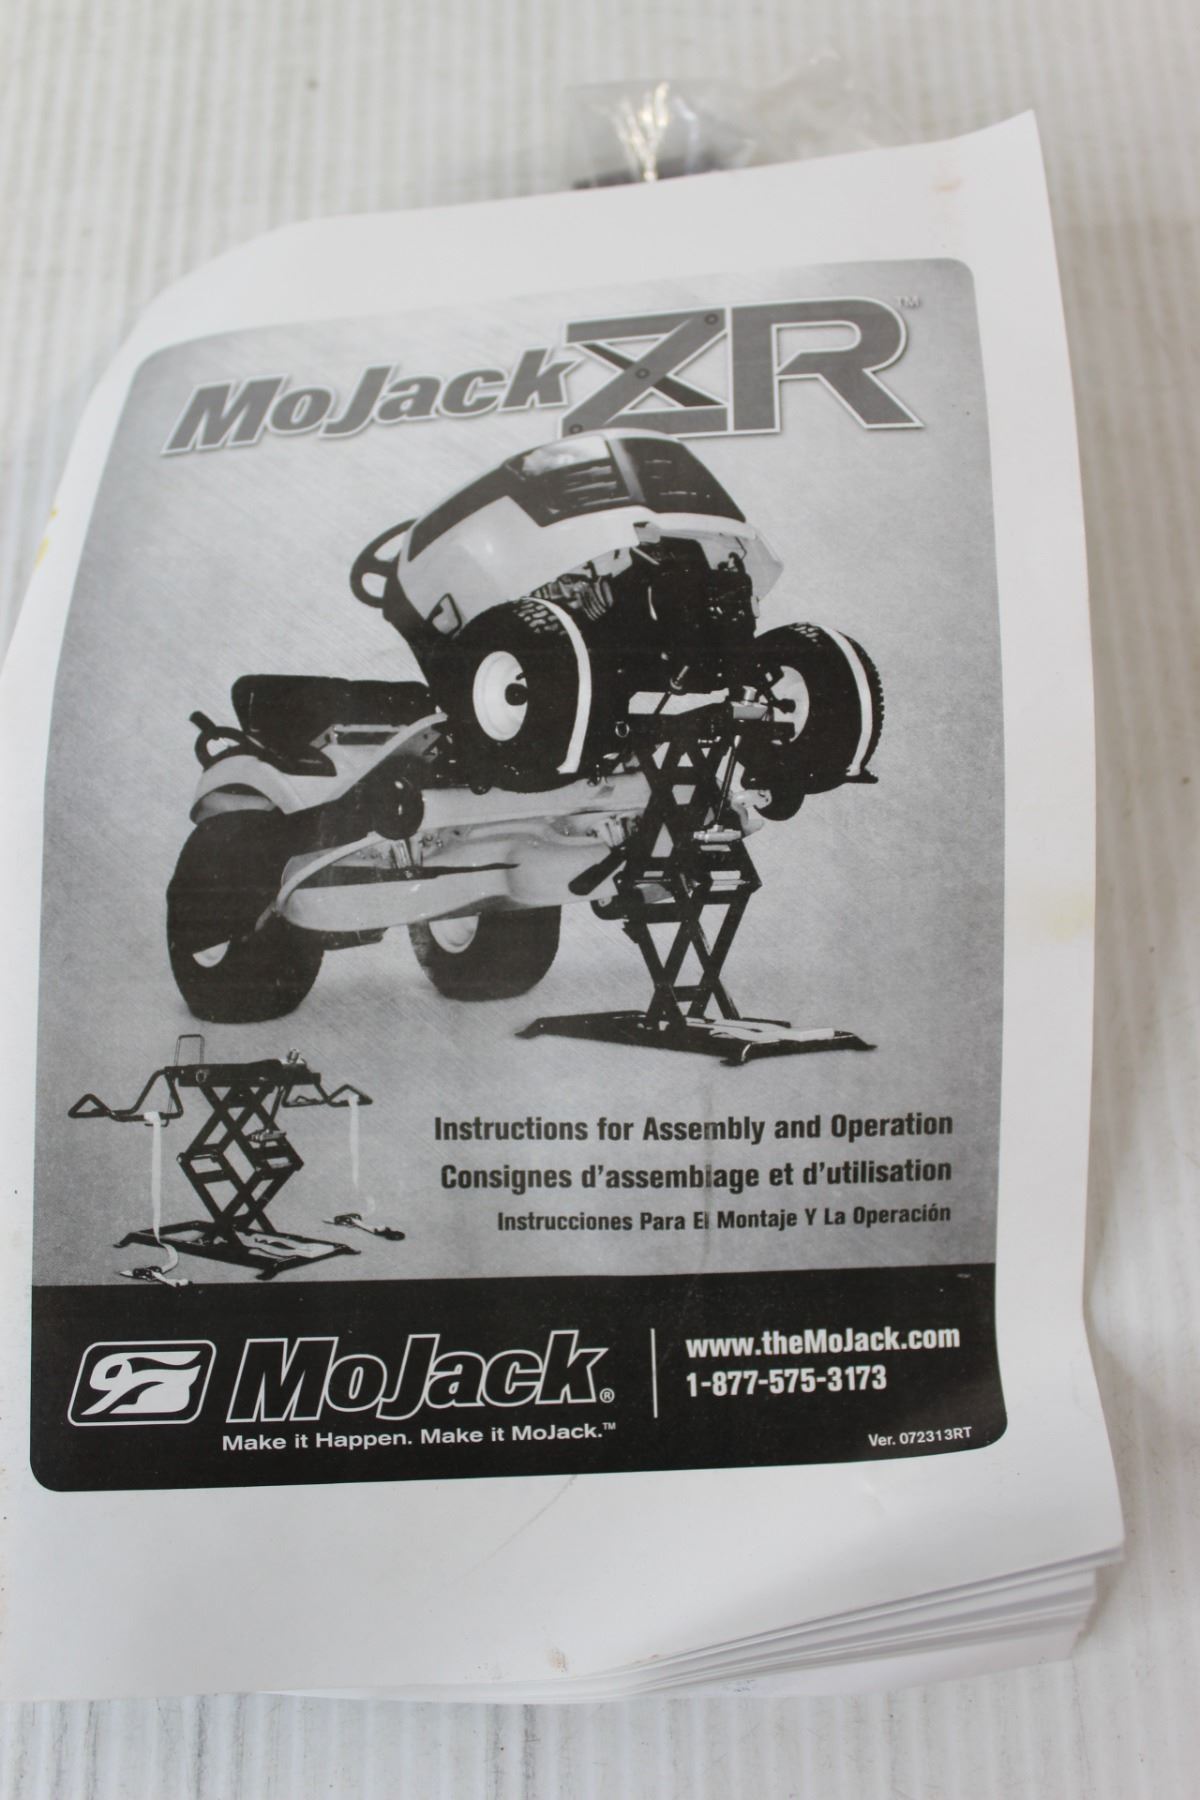 MoJack ZR™
Instructions for Assembly and Operation
Consignes d'assemblage et d'utilisation
Instrucciones Para El Montaje Y La Operación
MoJack®
Make it Happen. Make it MoJack.™
www.theMoJack.com
1-877-575-3173
Ver. 072313RT